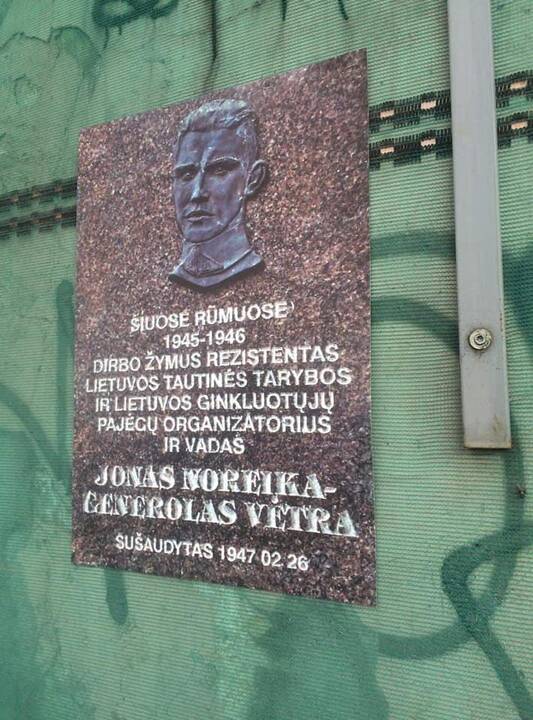 ŠIUOSE RŪMUOSE
1945-1946
DIRBO ŽYMUS REZISTENTAS
LIETUVOS TAUTINĖS TARYBOS
IR LIETUVOS GINKLUOTŲJŲ
PAJĖGŲ ORGANIZATORIUS
IR VADAS
JONAS NOREIKA-
GENEROLAS VĖTRA
SUŠAUDYTAS 1947 02 26